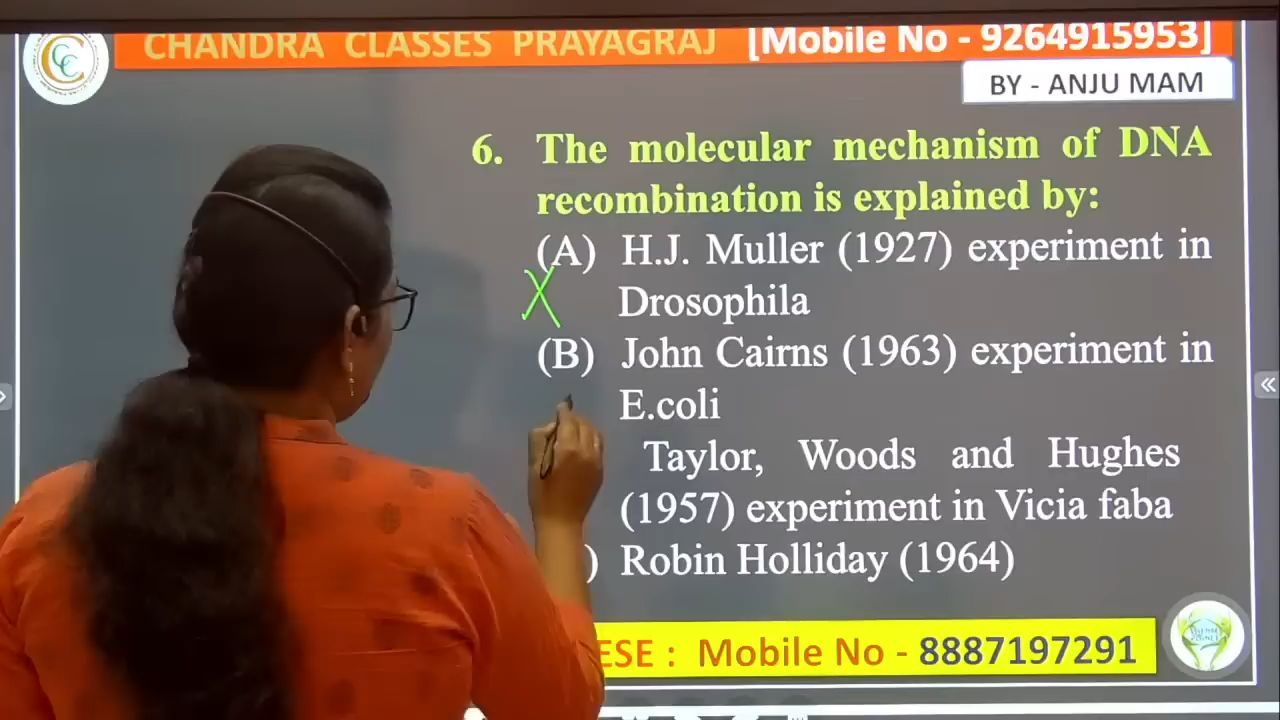 CHANDRA CLASSES PRAYAGRAJ [Mobile No - 9264915953]
BY - ANJU MAM
6. The molecular mechanism of DNA
recombination is explained by:
(A) H.J. Muller (1927) experiment in
Drosophila
(B) John Cairns (1963) experiment in
E.coli
Taylor, Woods and Hughes
(1957) experiment in Vicia faba
) Robin Holliday (1964)
ESE : Mobile No - 8887197291